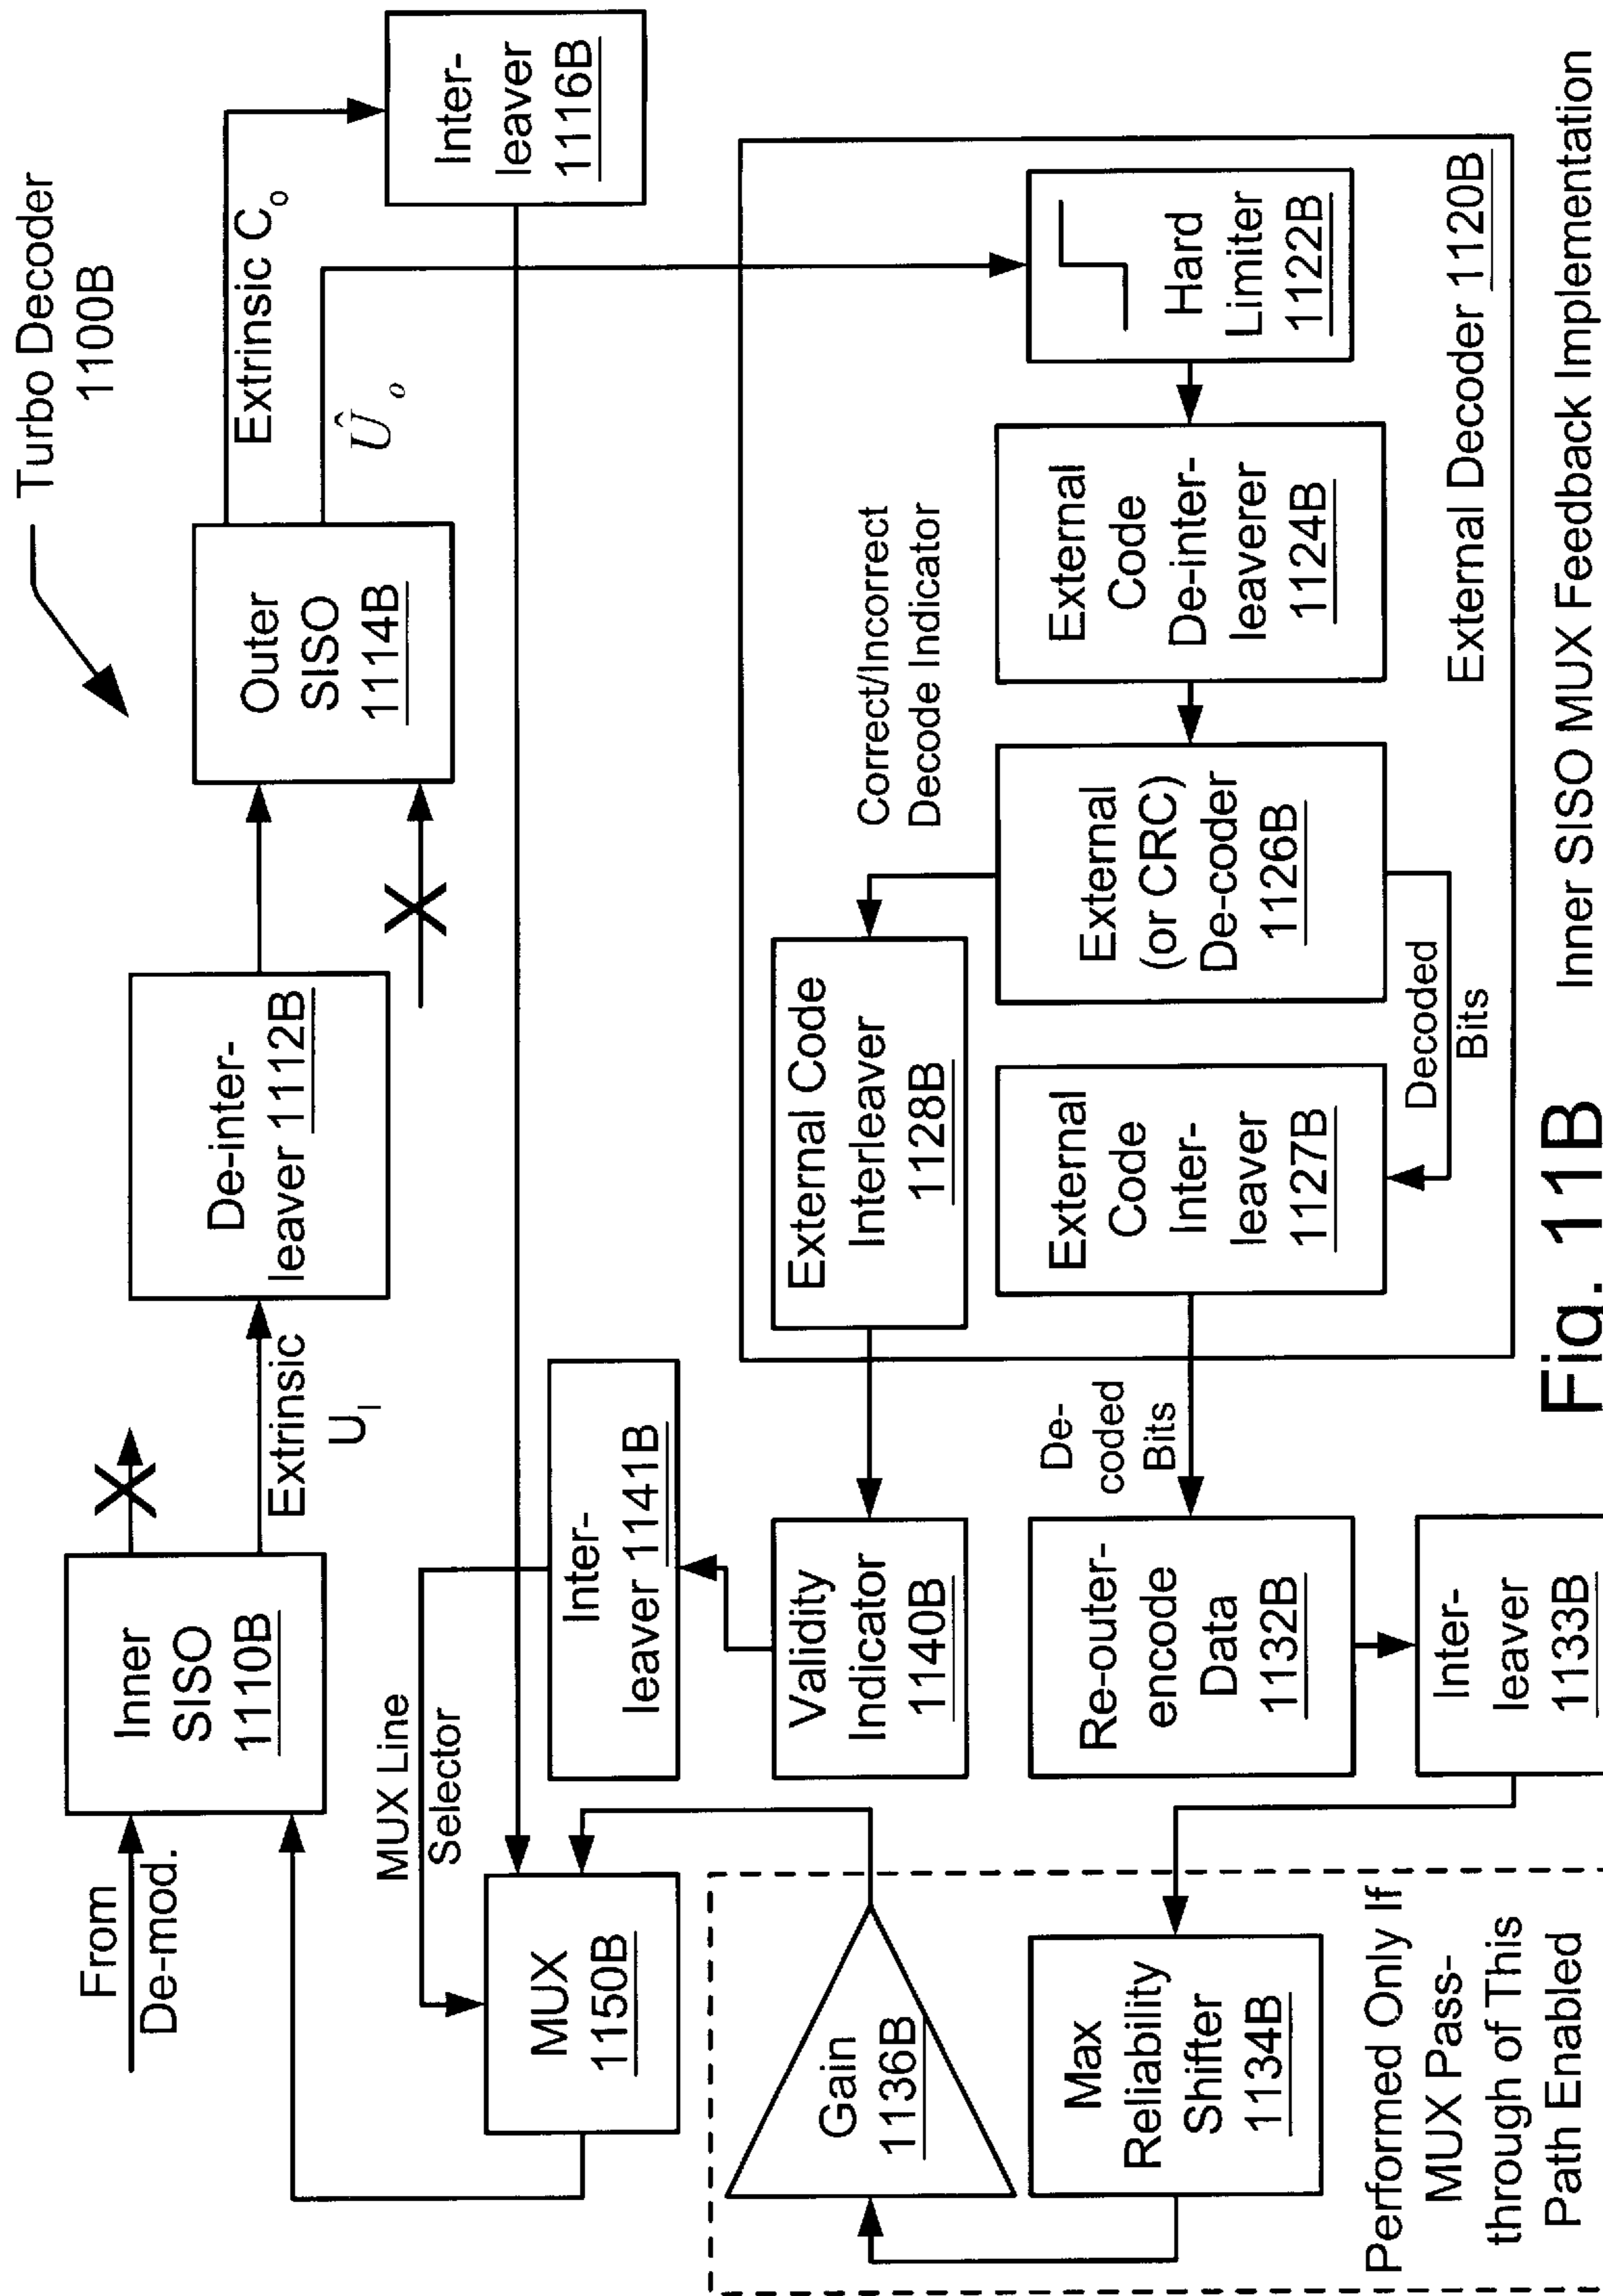 Turbo Decoder
1100B
From
De-mod.
Inner
SISO
1110B
Extrinsic
U_I
De-inter-
leaver 1112B
Outer
SISO
1114B
Extrinsic C_o
Û_o
Inter-
leaver
1116B
MUX Line
Selector
MUX
1150B
Inter-
leaver 1141B
Validity
Indicator
1140B
External Code
Interleaver
1128B
Correct/Incorrect
Decode Indicator
Hard
Limiter
1122B
External
Code
De-inter-
leaverer
1124B
External
(or CRC)
De-coder
1126B
Decoded
Bits
External
Code
Inter-
leaver
1127B
External Decoder 1120B
De-
coded
Bits
Re-outer-
encode
Data
1132B
Inter-
leaver
1133B
Gain
1136B
Max
Reliability
Shifter
1134B
Performed Only If
MUX Pass-
through of This
Path Enabled
Fig. 11B
Inner SISO MUX Feedback Implementation